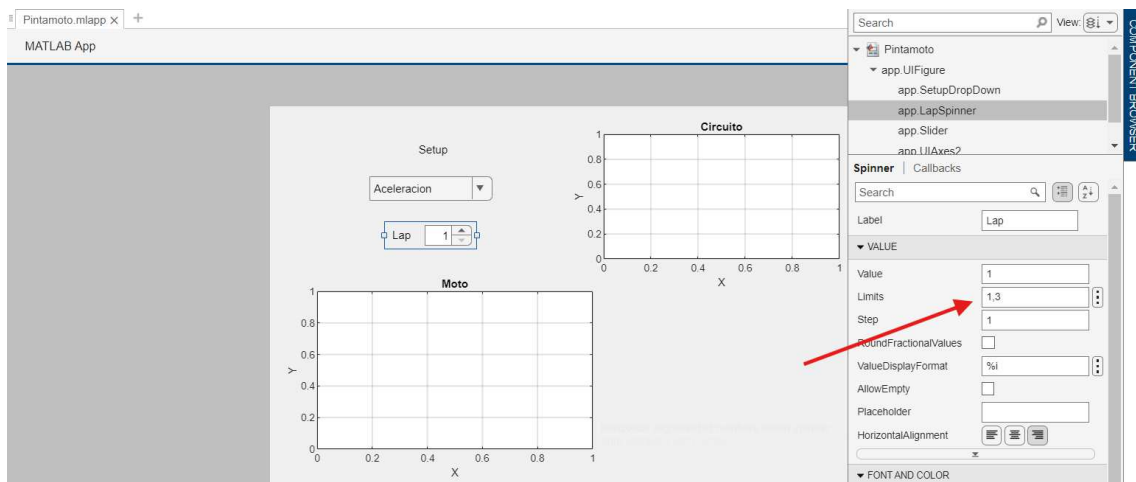 Pintamoto.mlapp × +
MATLAB App
Setup
Aceleracion
Lap 1
Circuito
1
0.8
0.6
0.4
0.2
0
Y
0 0.2 0.4 0.6 0.8 1
X
Moto
1
0.8
0.6
0.4
0.2
0
Y
0 0.2 0.4 0.6 0.8 1
X
Search View:
Pintamoto
app.UIFigure
app.SetupDropDown
app.LapSpinner
app.Slider
app.UIAxes2
Spinner | Callbacks
Search
Label Lap
VALUE
Value 1
Limits 1,3
Step 1
RoundFractionalValues
ValueDisplayFormat %i
AllowEmpty
Placeholder
HorizontalAlignment
FONT AND COLOR
COMPONENT BROWSER